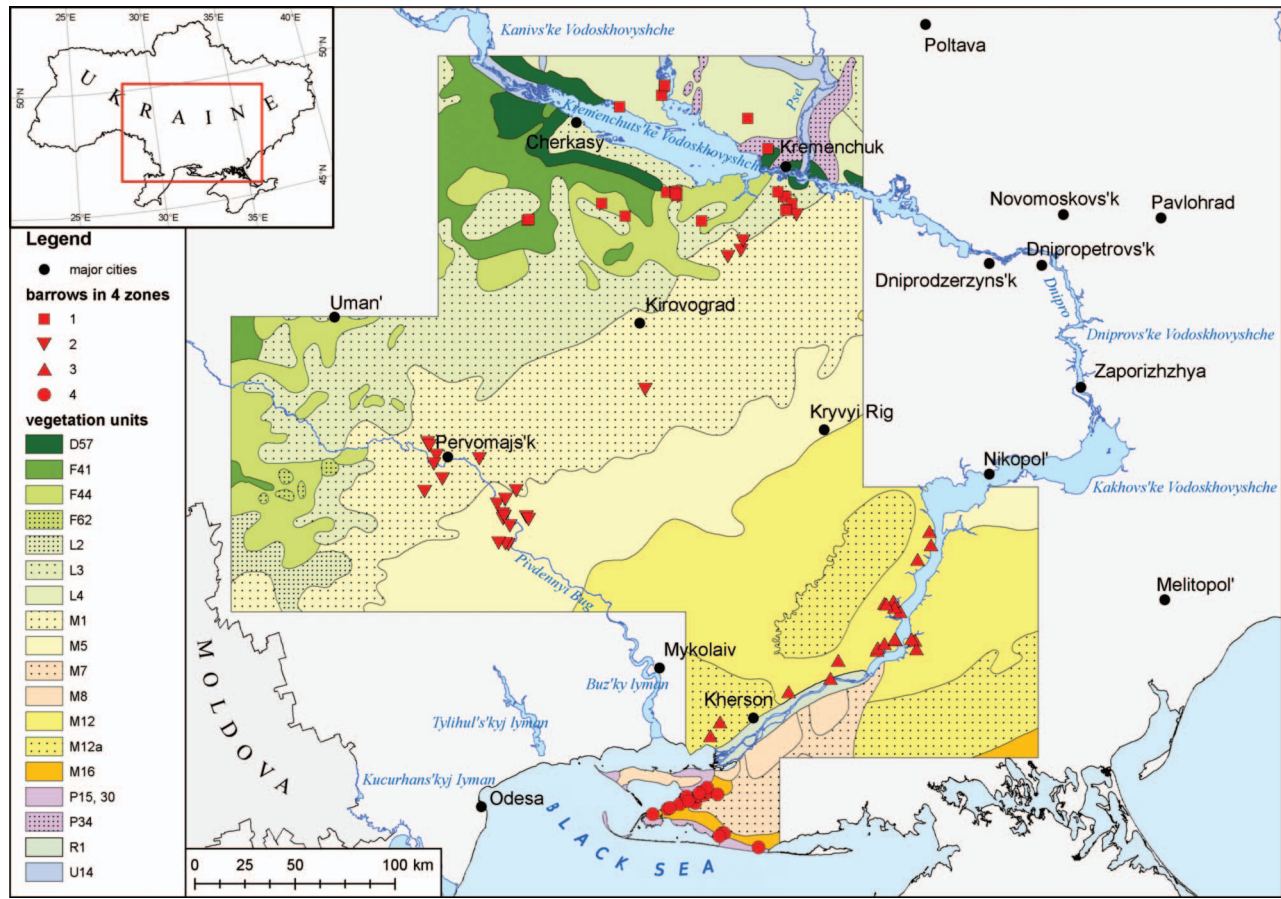 25°E 30°E 35°E 40°E
50°N
50°N
45°N
UKRAINE
25°E 30°E 35°E
Legend
major cities
barrows in 4 zones
1
2
3
4
vegetation units
D57
F41
F44
F62
L2
L3
L4
M1
M5
M7
M8
M12
M12a
M16
P15, 30
P34
R1
U14
0 25 50 100 km
Kanivs'ke Vodoskhovyshche
Poltava
Psel
Kremenchuts'ke Vodoskhovyshche
Cherkasy
Kremenchuk
Novomoskovs'k
Pavlohrad
Dnipropetrovs'k
Dniprodzerzyns'k
Dnipro
Uman'
Kirovograd
Dniprovs'ke Vodoskhovyshche
Zaporizhzhya
Kryvyi Rig
Pervomajs'k
Nikopol'
Kakhovs'ke Vodoskhovyshche
Pivdennyi Bug
Melitopol'
MOLDOVA
Mykolaiv
Buz'ky lyman
Kherson
Tylihul's'kyj lyman
Kucurhans'kyj lyman
Odesa
BLACK SEA